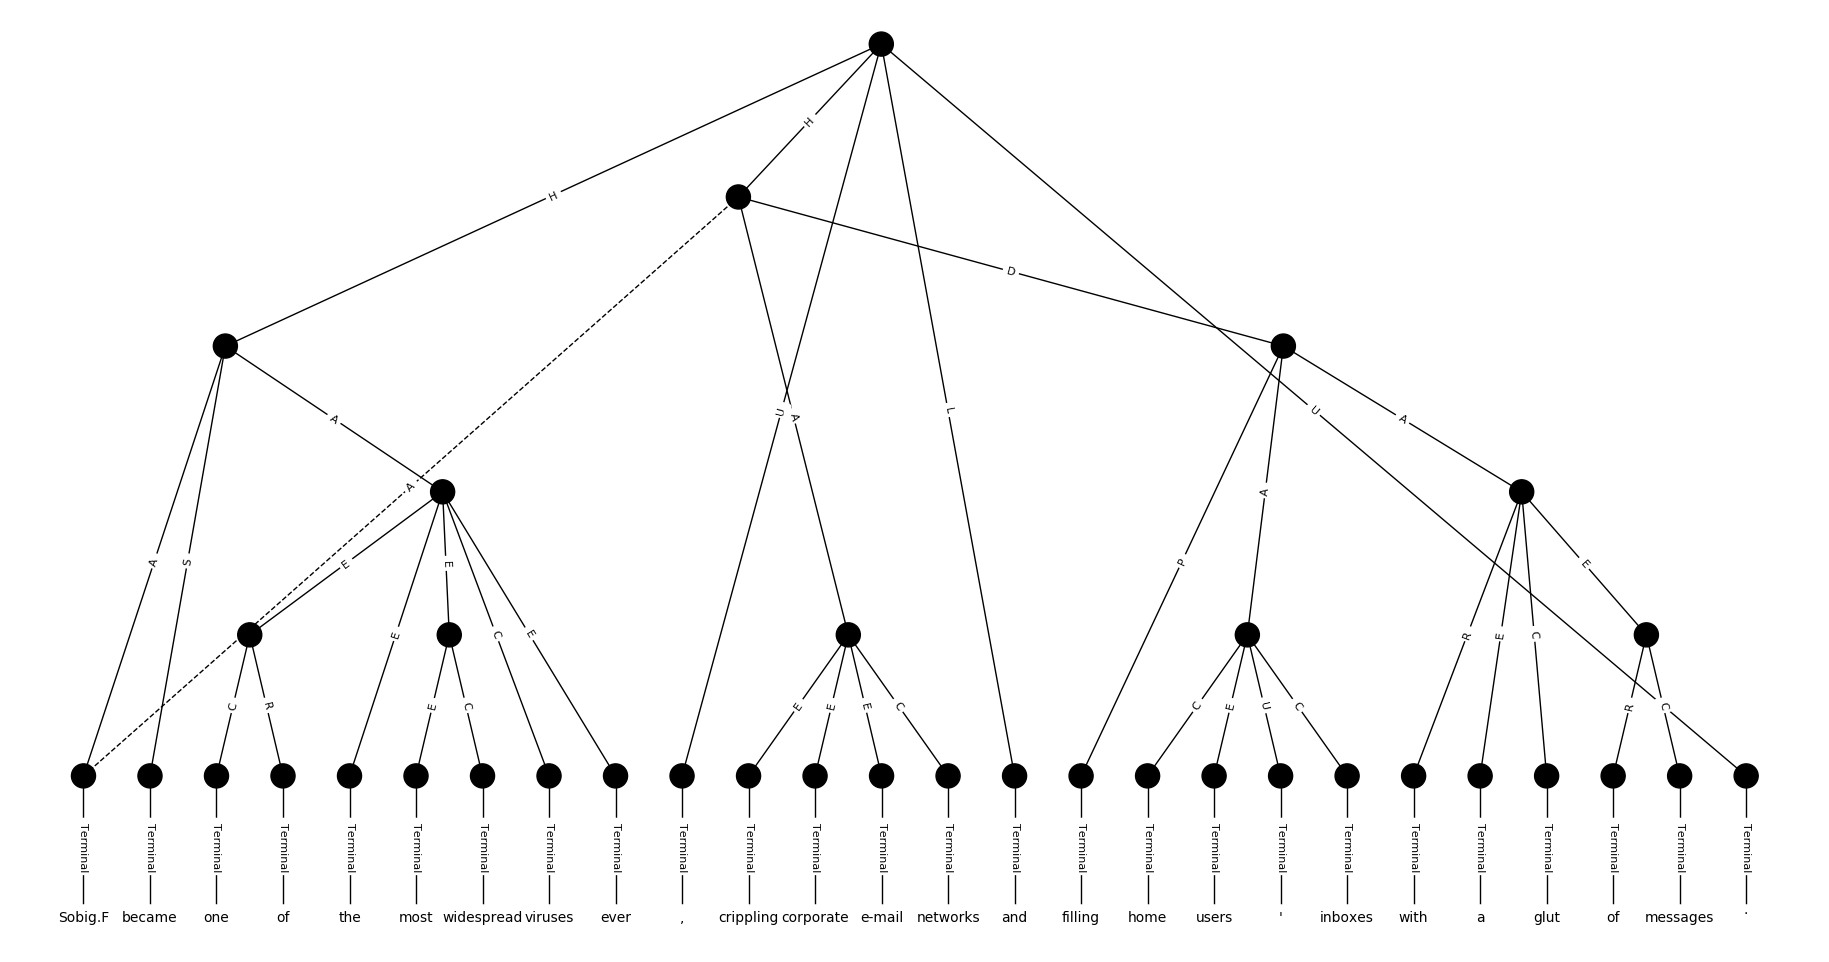 H
H
D
U
A
L
U
A
A
A
A
P
A
S
E
E
E
C
E
R
E
C
E
C
R
E
C
E
E
E
C
C
E
U
C
R
C
Terminal Terminal Terminal Terminal Terminal Terminal Terminal Terminal Terminal Terminal Terminal Terminal Terminal Terminal Terminal Terminal Terminal Terminal Terminal Terminal Terminal Terminal Terminal Terminal Terminal Terminal
Sobig.F became one of the most widespread viruses ever , crippling corporate e-mail networks and filling home users ' inboxes with a glut of messages .